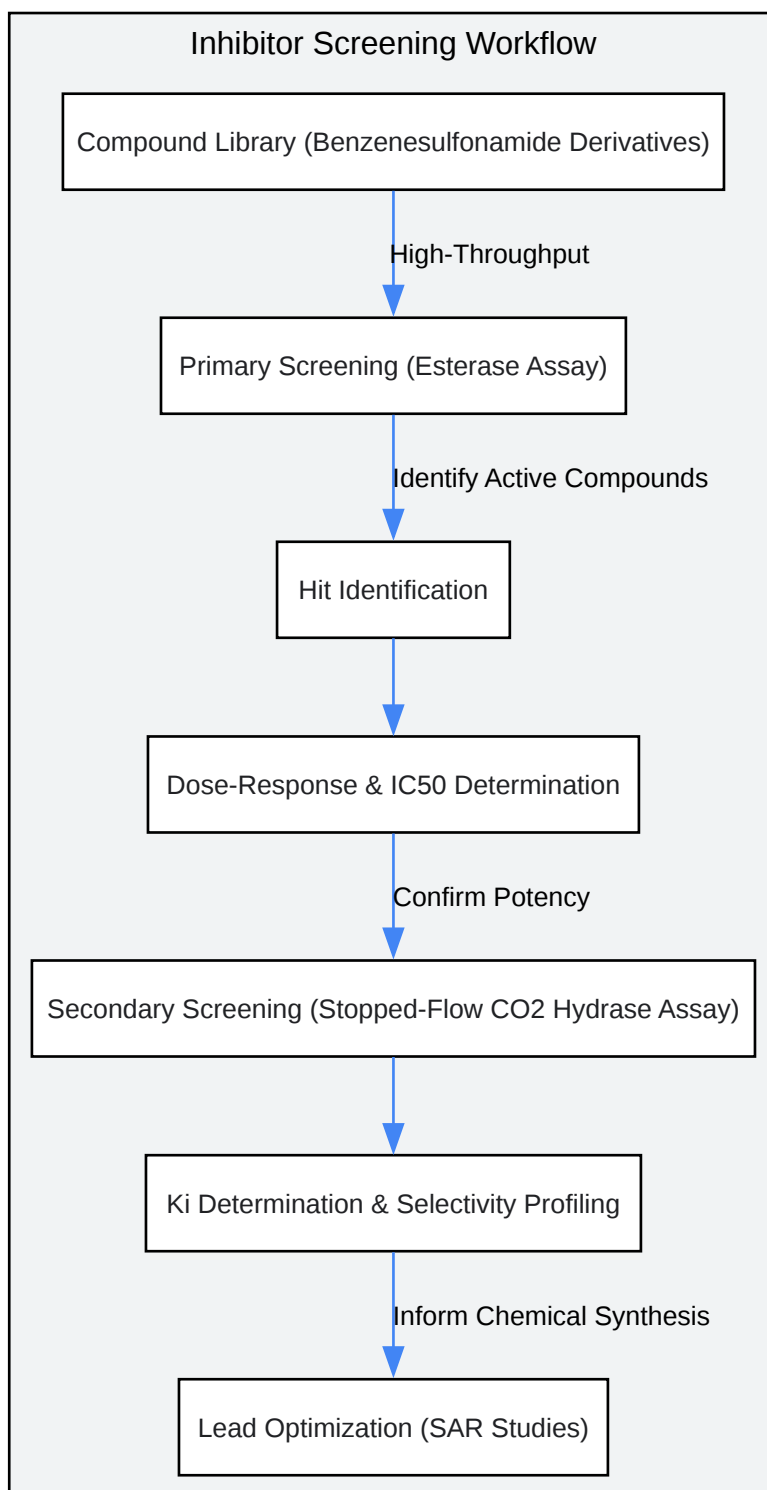 Inhibitor Screening Workflow
Compound Library (Benzenesulfonamide Derivatives)
High-Throughput
Primary Screening (Esterase Assay)
Identify Active Compounds
Hit Identification
Dose-Response & IC50 Determination
Confirm Potency
Secondary Screening (Stopped-Flow CO2 Hydrase Assay)
Ki Determination & Selectivity Profiling
Inform Chemical Synthesis
Lead Optimization (SAR Studies)